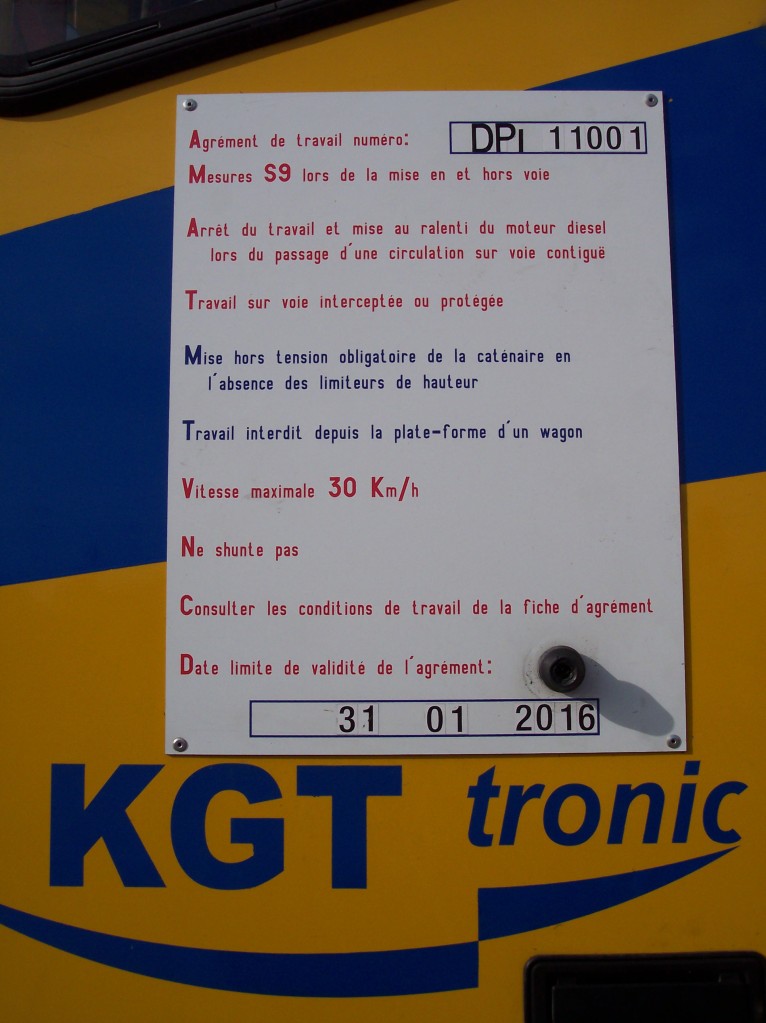 Agrément de travail numéro: DPi 11001
Mesures S9 lors de la mise en et hors voie
Arrêt du travail et mise au ralenti du moteur diesel
lors du passage d'une circulation sur voie contiguë
Travail sur voie interceptée ou protégée
Mise hors tension obligatoire de la caténaire en
l'absence des limiteurs de hauteur
Travail interdit depuis la plate-forme d'un wagon
Vitesse maximale 30 Km/h
Ne shunte pas
Consulter les conditions de travail de la fiche d'agrément
Date limite de validité de l'agrément:
31 01 2016
KGT tronic